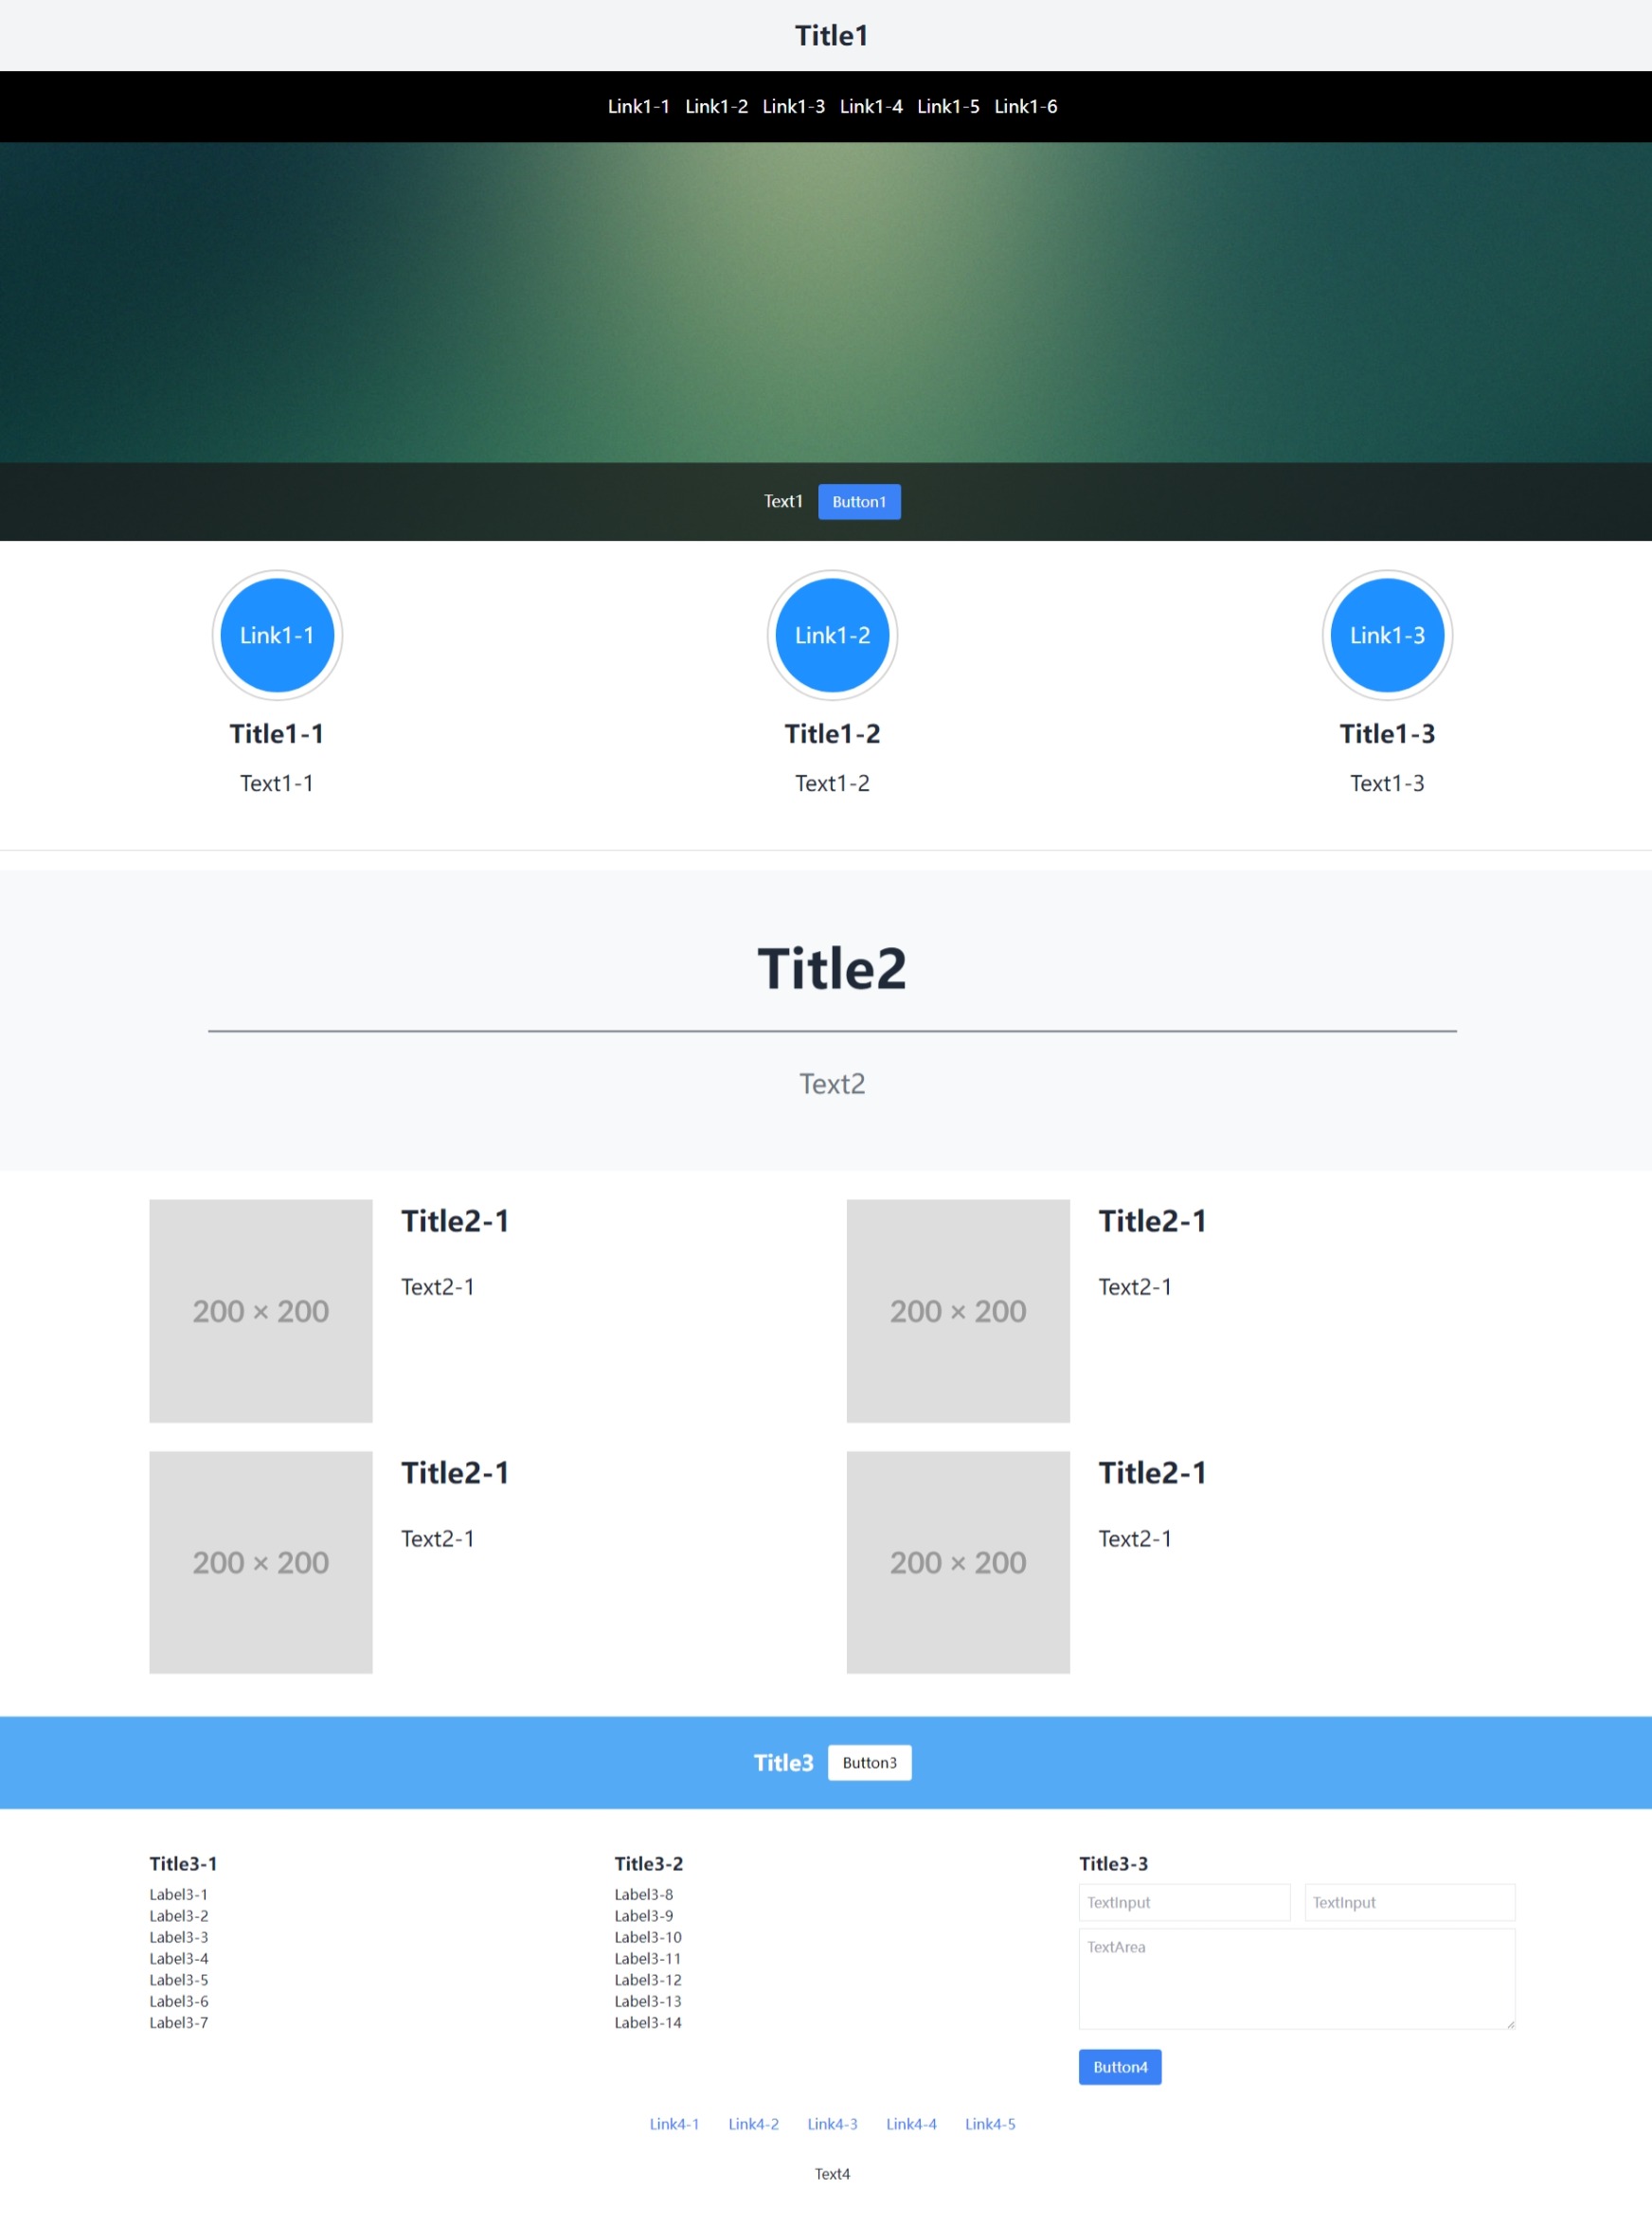 Title1
Link1-1 Link1-2 Link1-3 Link1-4 Link1-5 Link1-6
Text1 Button1
Link1-1 Link1-2 Link1-3
Title1-1 Title1-2 Title1-3
Text1-1 Text1-2 Text1-3
Title2
Text2
200 × 200
Title2-1
Text2-1
200 × 200
Title2-1
Text2-1
200 × 200
Title2-1
Text2-1
200 × 200
Title2-1
Text2-1
Title3 Button3
Title3-1
Label3-1
Label3-2
Label3-3
Label3-4
Label3-5
Label3-6
Label3-7
Title3-2
Label3-8
Label3-9
Label3-10
Label3-11
Label3-12
Label3-13
Label3-14
Title3-3
TextInput TextInput
TextArea
Button4
Link4-1 Link4-2 Link4-3 Link4-4 Link4-5
Text4